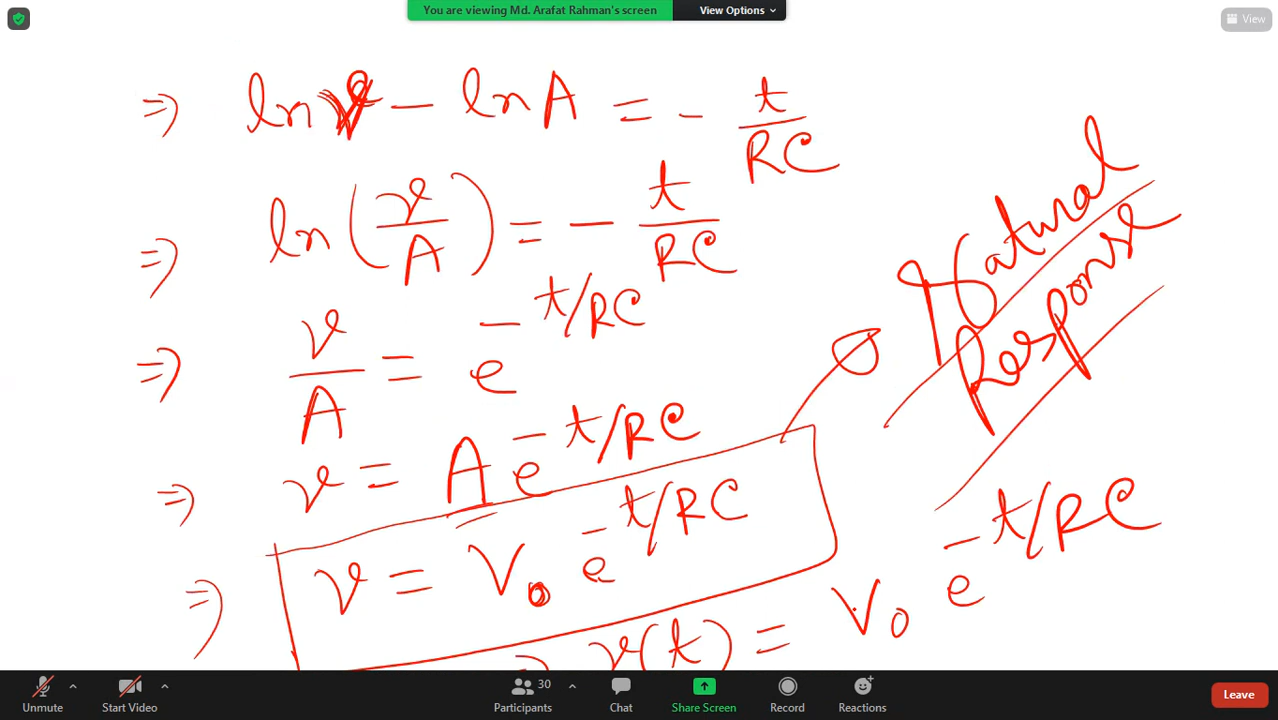 You are viewing Md. Arafat Rahman's screen View Options
View
⇒ ln v - ln A = - t/RC
⇒ ln(v/A) = - t/RC
⇒ v/A = e^(-t/RC)
⇒ v = A e^(-t/RC)
⇒ v = V₀ e^(-t/RC)
Natural
Response
⇒ v(t) = V₀ e^(-t/RC)
Unmute Start Video 30 Participants Chat Share Screen Record Reactions Leave